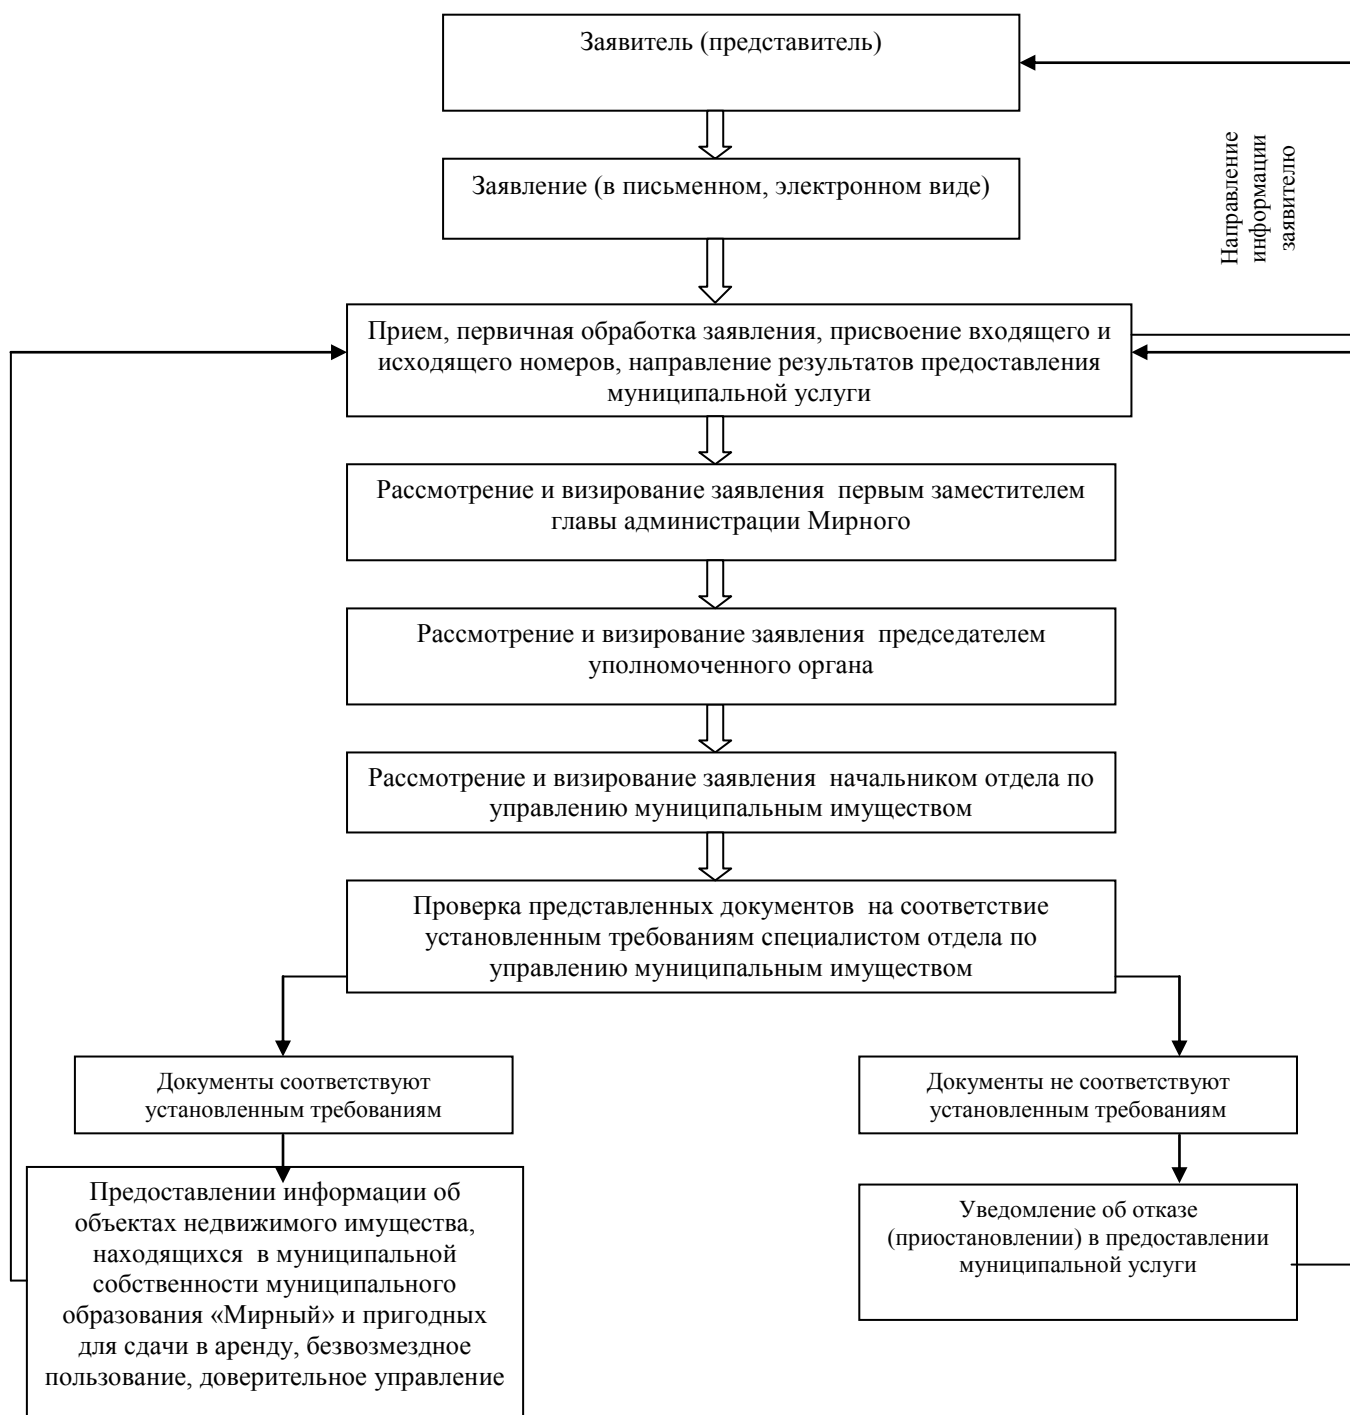 Заявитель (представитель)
Направление
информации
заявителю
Заявление (в письменном, электронном виде)
Прием, первичная обработка заявления, присвоение входящего и
исходящего номеров, направление результатов предоставления
муниципальной услуги
Рассмотрение и визирование заявления  первым заместителем
главы администрации Мирного
Рассмотрение и визирование заявления  председателем
уполномоченного органа
Рассмотрение и визирование заявления  начальником отдела по
управлению муниципальным имуществом
Проверка представленных документов  на соответствие
установленным требованиям специалистом отдела по
управлению муниципальным имуществом
Документы соответствуют
установленным требованиям
Документы не соответствуют
установленным требованиям
Предоставлении информации об
объектах недвижимого имущества,
находящихся  в муниципальной
собственности муниципального
образования «Мирный» и пригодных
для сдачи в аренду, безвозмездное
пользование, доверительное управление
Уведомление об отказе
(приостановлении) в предоставлении
муниципальной услуги